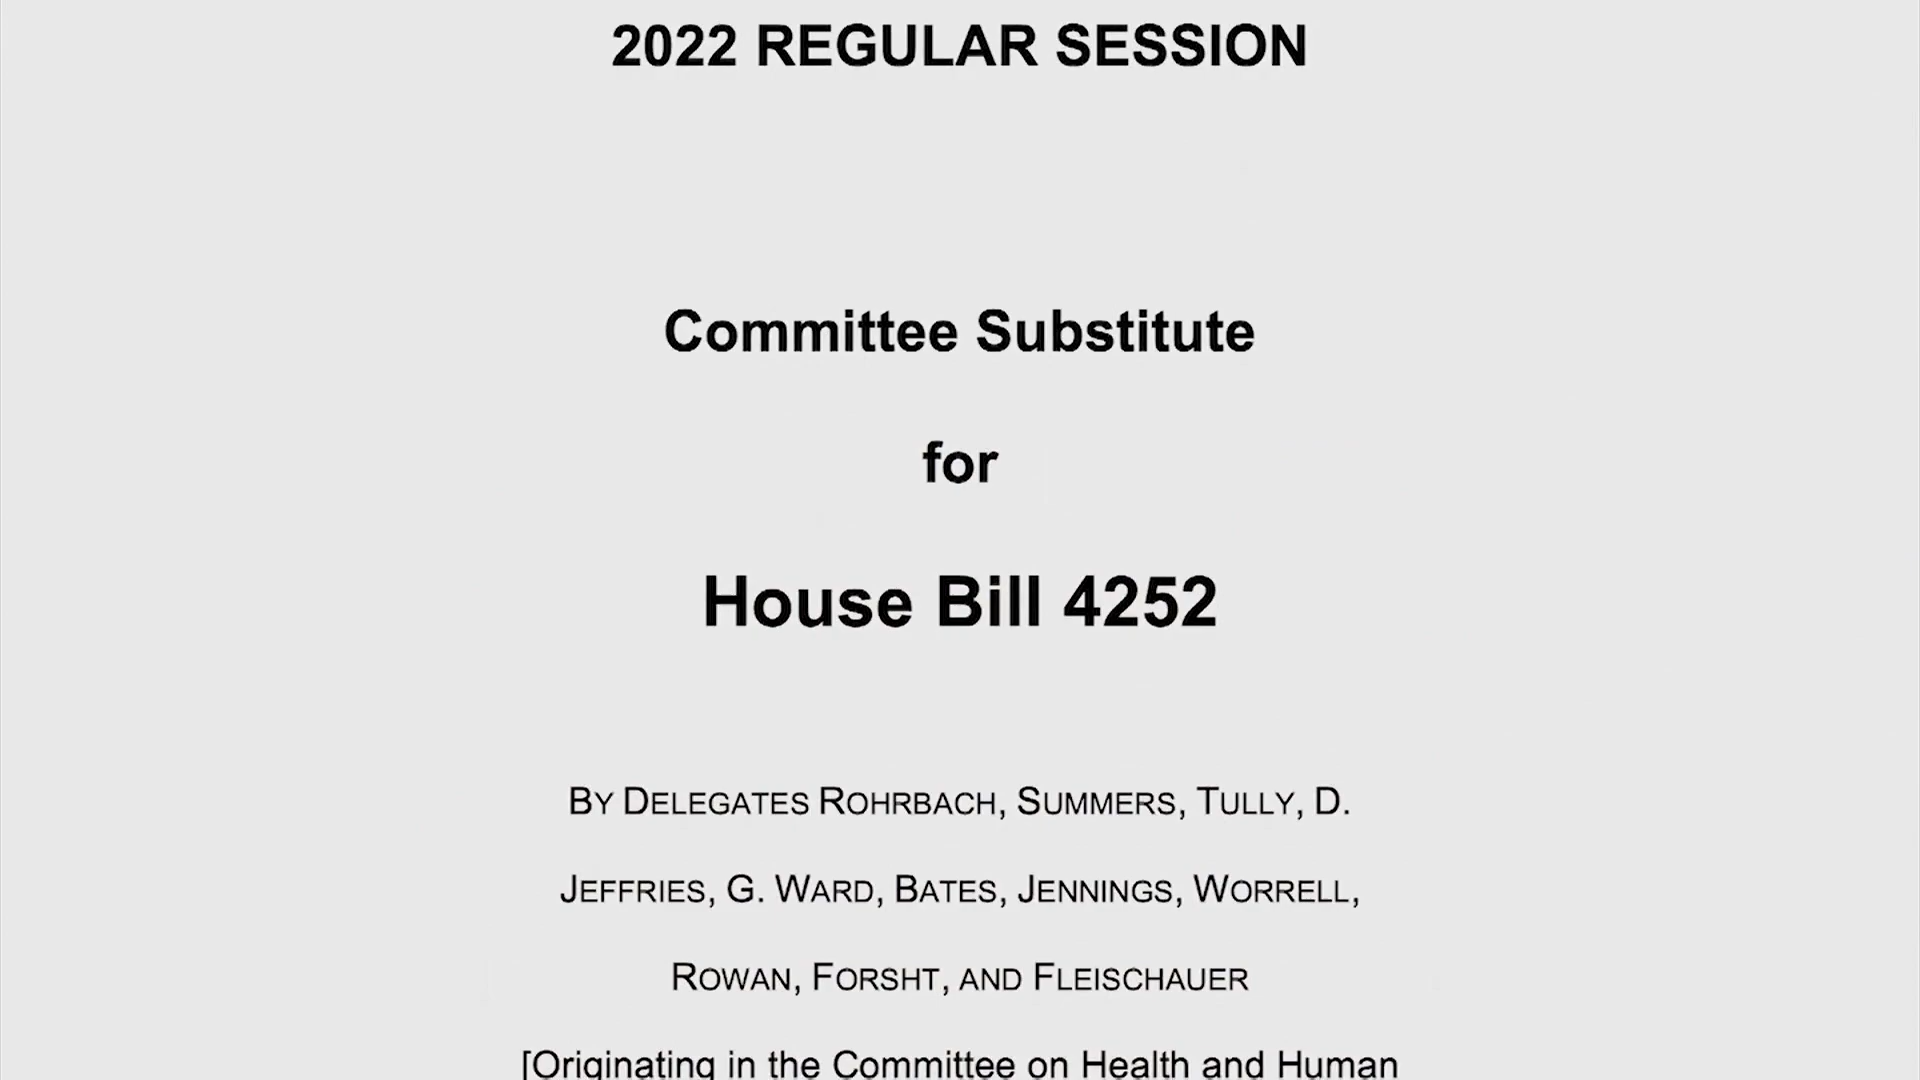 2022 REGULAR SESSION
Committee Substitute
for
House Bill 4252
BY DELEGATES ROHRBACH, SUMMERS, TULLY, D.
JEFFRIES, G. WARD, BATES, JENNINGS, WORRELL,
ROWAN, FORSHT, AND FLEISCHAUER
[Originating in the Committee on Health and Human